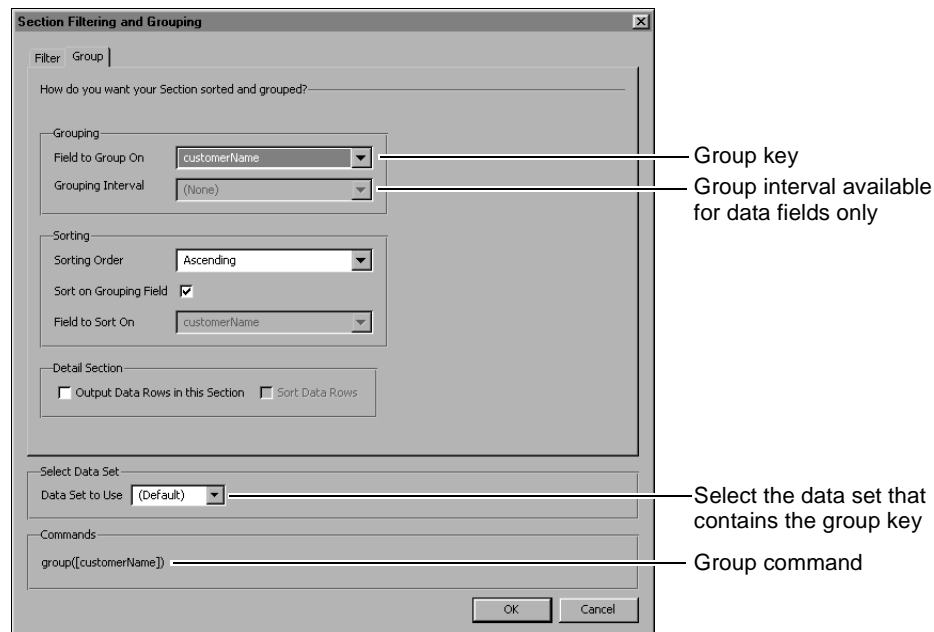 Section Filtering and Grouping
Filter Group
How do you want your Section sorted and grouped?
Grouping
Field to Group On customerName
Group key
Grouping Interval (None)
Group interval available
for data fields only
Sorting
Sorting Order Ascending
Sort on Grouping Field
Field to Sort On customerName
Detail Section
Output Data Rows in this Section Sort Data Rows
Select Data Set
Data Set to Use (Default)
Select the data set that
contains the group key
Commands
group([customerName])
Group command
OK Cancel